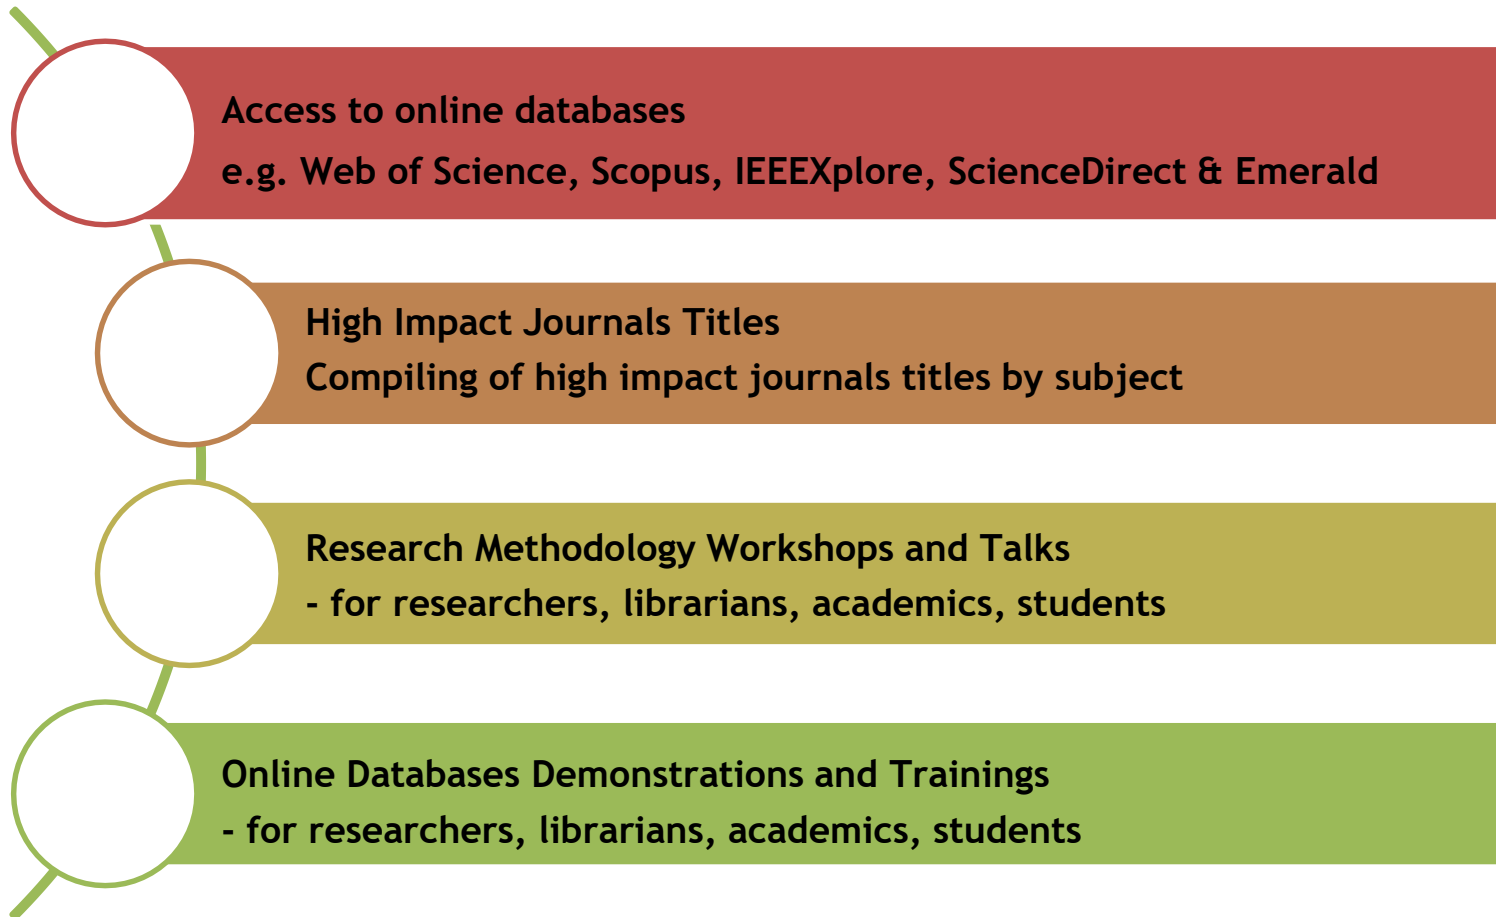 Access to online databases
e.g. Web of Science, Scopus, IEEEXplore, ScienceDirect & Emerald
High Impact Journals Titles
Compiling of high impact journals titles by subject
Research Methodology Workshops and Talks
- for researchers, librarians, academics, students
Online Databases Demonstrations and Trainings
- for researchers, librarians, academics, students